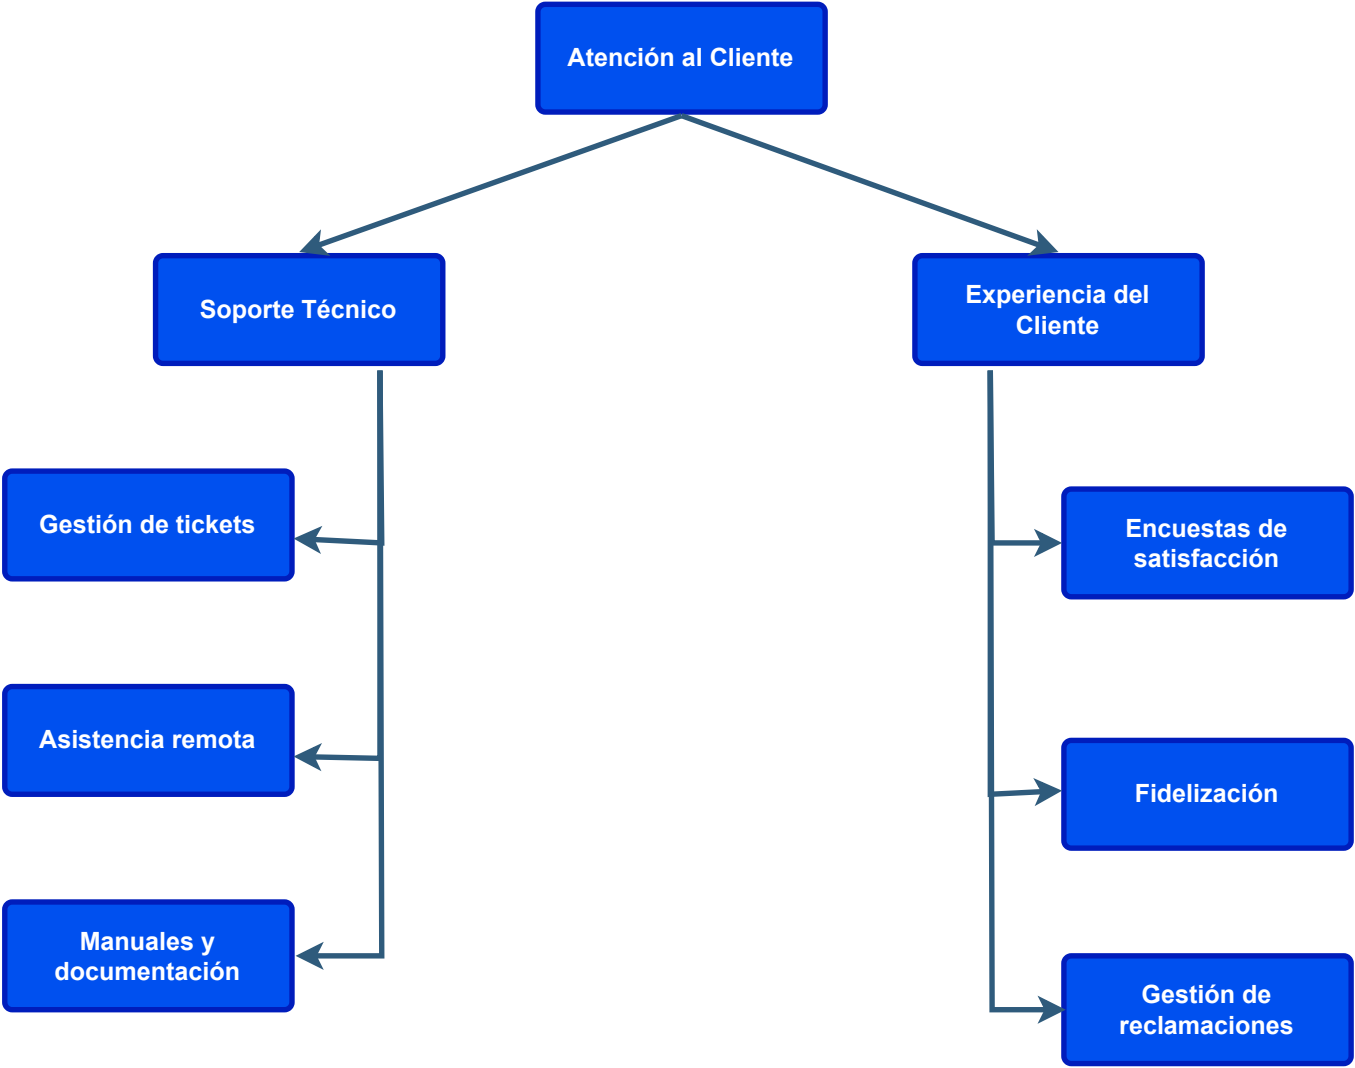 Atención al Cliente
Soporte Técnico
Experiencia del
Cliente
Gestión de tickets
Encuestas de
satisfacción
Asistencia remota
Fidelización
Manuales y
documentación
Gestión de
reclamaciones